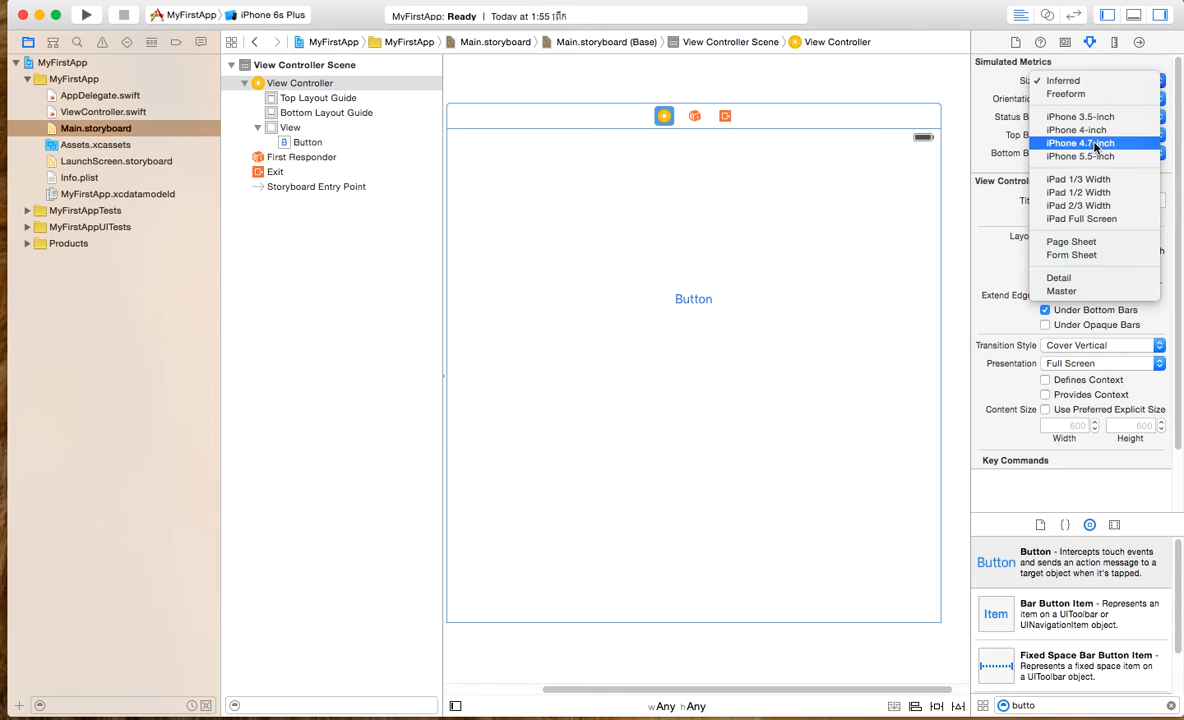 MyFirstApp
iPhone 6s Plus
MyFirstApp: Ready
Today at 1:55 ព្រឹក
MyFirstApp
MyFirstApp
Main.storyboard
Main.storyboard (Base)
View Controller Scene
View Controller
MyFirstApp
MyFirstApp
AppDelegate.swift
ViewController.swift
Main.storyboard
Assets.xcassets
LaunchScreen.storyboard
Info.plist
MyFirstApp.xcdatamodeld
MyFirstAppTests
MyFirstAppUITests
Products
View Controller Scene
View Controller
Top Layout Guide
Bottom Layout Guide
View
B Button
First Responder
Exit
Storyboard Entry Point
Button
wAny hAny
Simulated Metrics
Inferred
Freeform
iPhone 3.5-inch
iPhone 4-inch
iPhone 4.7-inch
iPhone 5.5-inch
iPad 1/3 Width
iPad 1/2 Width
iPad 2/3 Width
iPad Full Screen
Page Sheet
Form Sheet
Detail
Master
Under Bottom Bars
Under Opaque Bars
Transition Style Cover Vertical
Presentation Full Screen
Defines Context
Provides Context
Content Size Use Preferred Explicit Size
600 600
Width Height
Key Commands
Button
Button - Intercepts touch events
and sends an action message to a
target object when it's tapped.
Item
Bar Button Item - Represents an
item on a UIToolbar or
UINavigationItem object.
Fixed Space Bar Button Item -
Represents a fixed space item on
a UIToolbar object.
butto